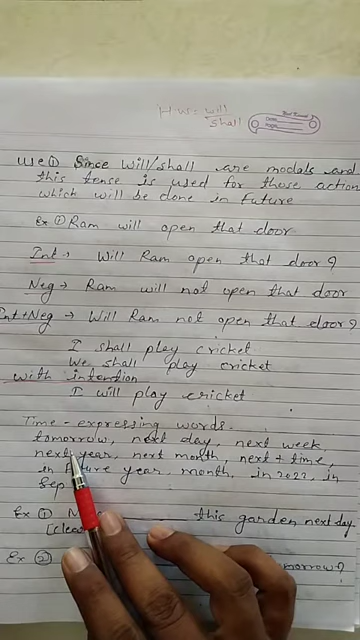 H.W = will
shall
Date
Page
Use ① Since Will/shall are modals and
this tense is used for those action
which will be done in future
Ex ① Ram will open that door
Int → Will Ram open that door?
Neg → Ram will not open that door
Int+Neg → Will Ram not open that door?
I shall play cricket
We shall play cricket
with intention
I will play cricket
Time-expressing words.
tomorrow, next day, next week
next year, next month, next + time,
in future year, month, in 2022, in
Sep
Ex ① this garden next day
Ex ② tomorrow?